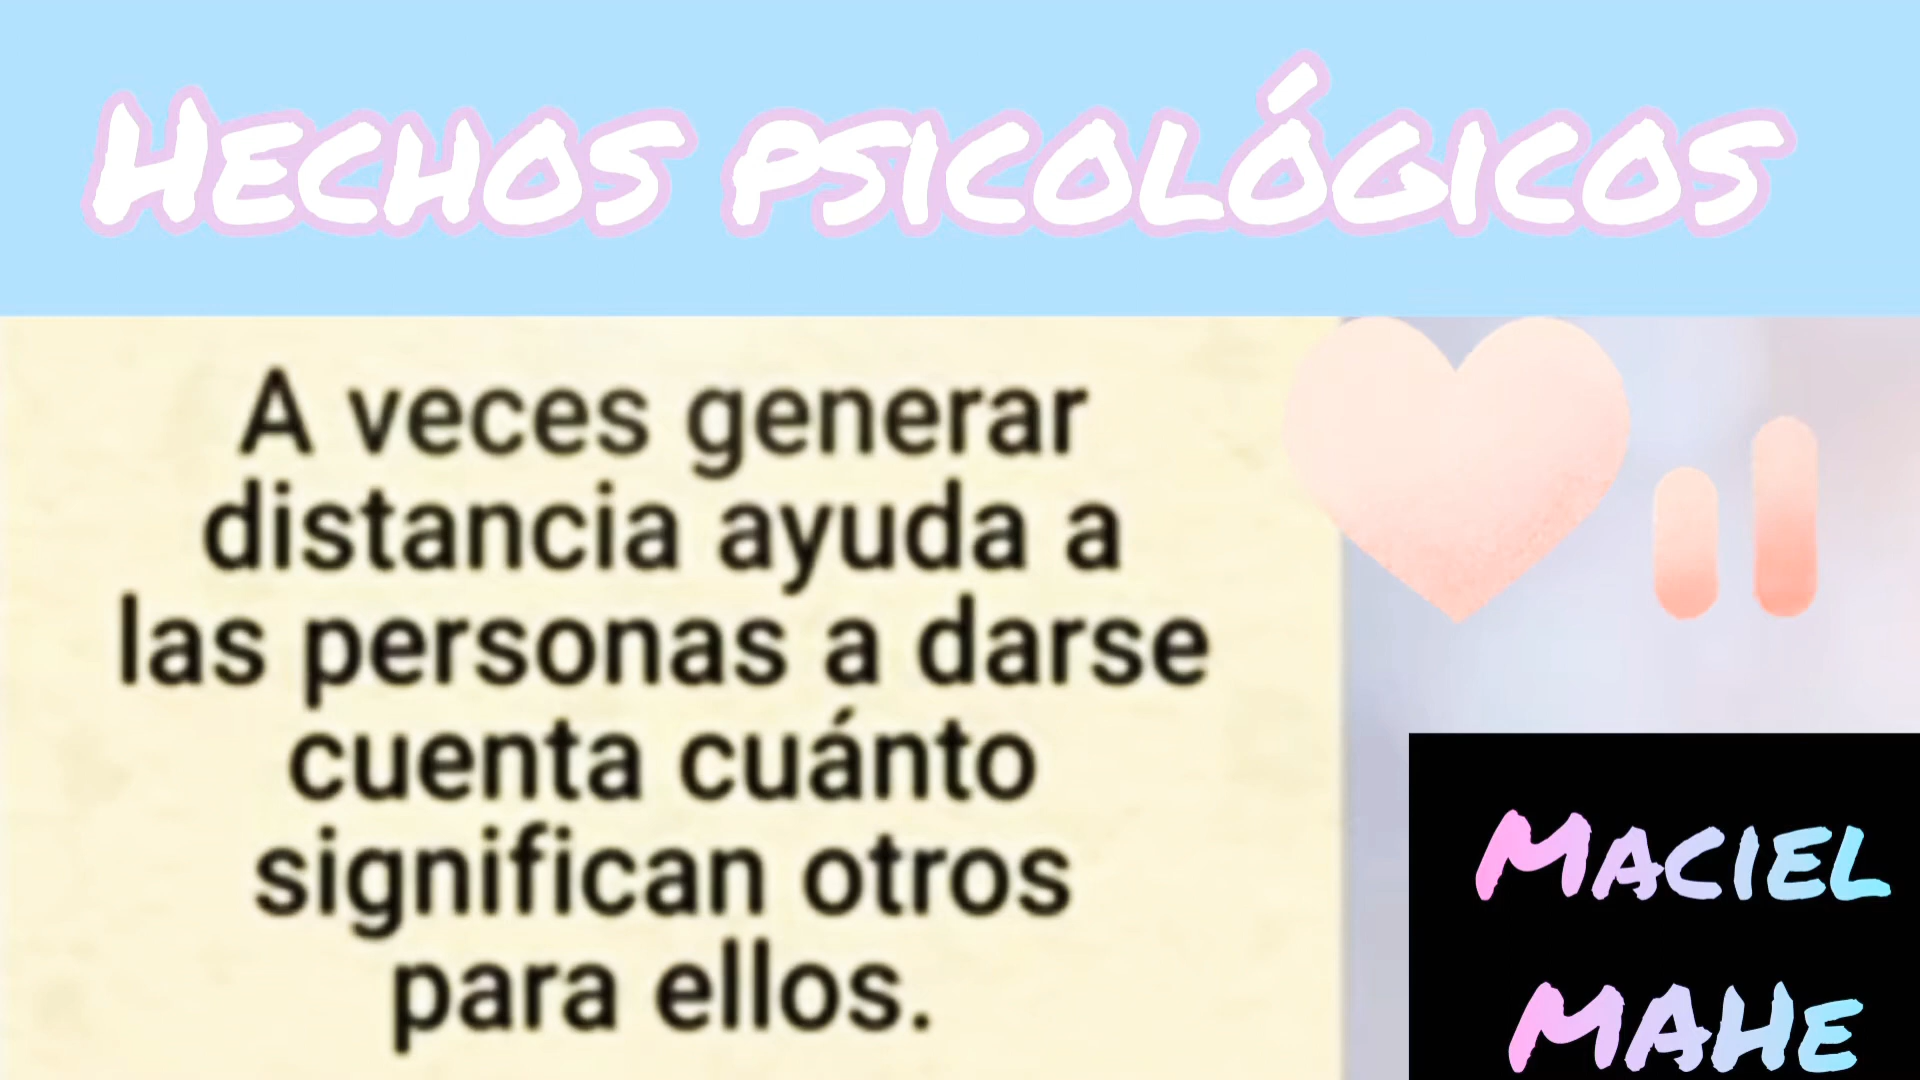 Hechos psicológicos
A veces generar
distancia ayuda a
las personas a darse
cuenta cuánto
significan otros
para ellos.
Maciel
MAHe